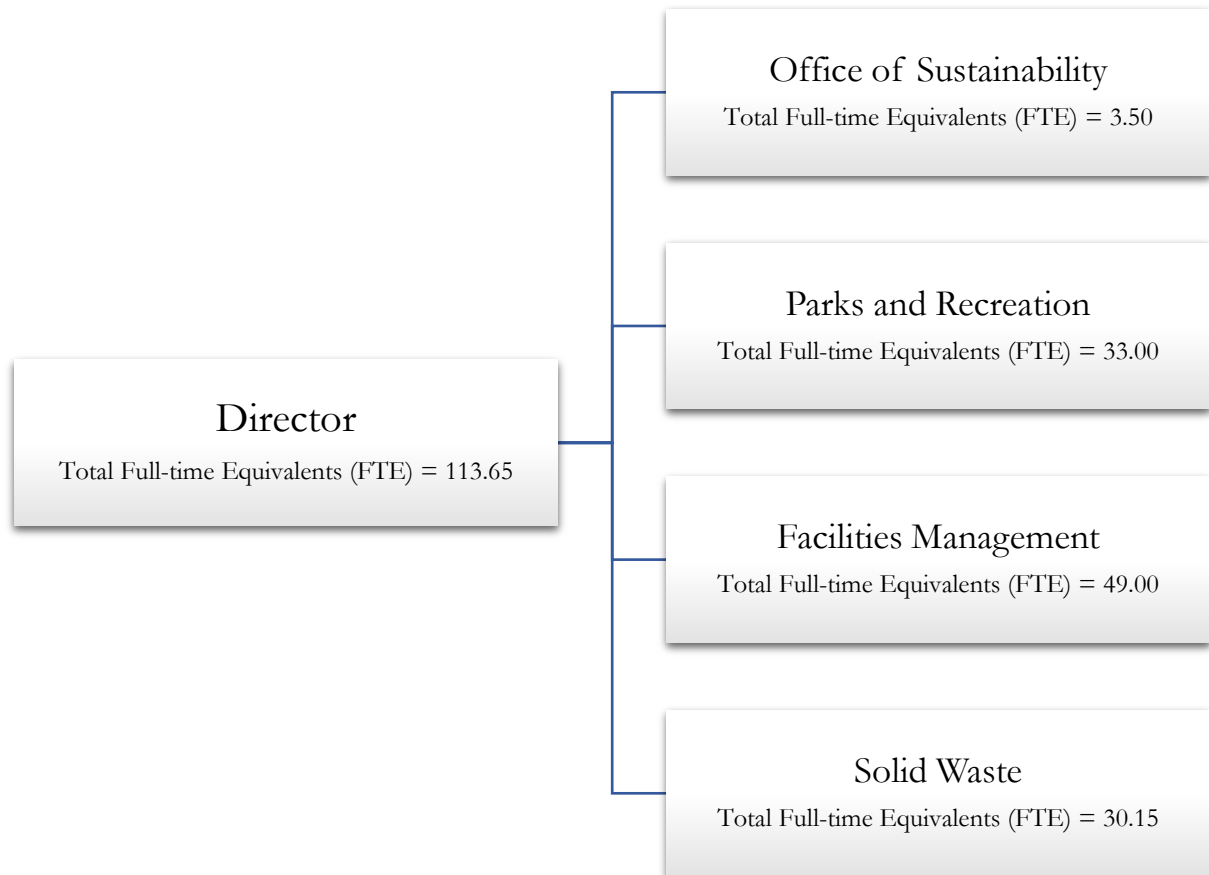 Office of Sustainability
Total Full-time Equivalents (FTE) = 3.50
Parks and Recreation
Total Full-time Equivalents (FTE) = 33.00
Director
Total Full-time Equivalents (FTE) = 113.65
Facilities Management
Total Full-time Equivalents (FTE) = 49.00
Solid Waste
Total Full-time Equivalents (FTE) = 30.15